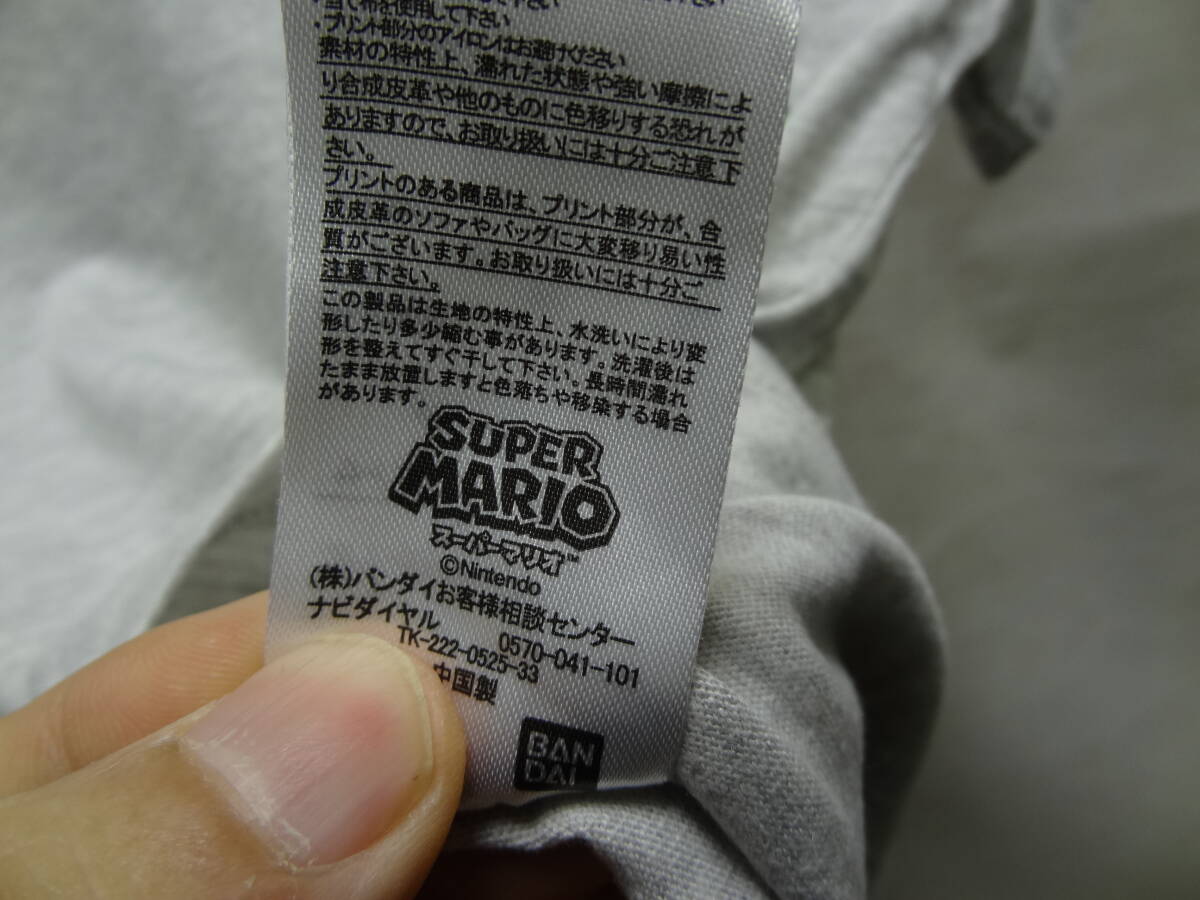 当て布を使用して下さい
・プリント部分のアイロンはお避けください
素材の特性上、濡れた状態や強い摩擦によ
り合成皮革や他のものに色移りする恐れが
ありますので、お取り扱いには十分ご注意下
さい。
プリントのある商品は、プリント部分が、合
成皮革のソファやバッグに大変移り易い性
質がございます。お取り扱いには十分ご
注意下さい。
この製品は生地の特性上、水洗いにより変
形したり多少縮む事があります。洗濯後は
形を整えてすぐ干して下さい。長時間濡れ
たまま放置しますと色落ちや移染する場合
があります。
SUPER
MARIO
スーパーマリオ™
©Nintendo
(株)バンダイお客様相談センター
ナビダイヤル 0570-041-101
TK-222-0525-33
中国製
BAN
DAI